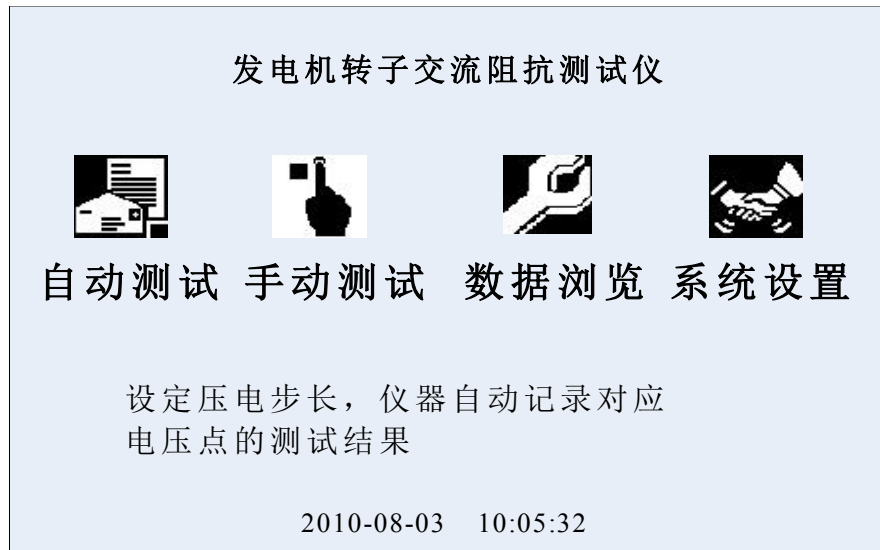 发电机转子交流阻抗测试仪
自动测试 手动测试 数据浏览 系统设置
设定压电步长，仪器自动记录对应
电压点的测试结果
2010-08-03 10:05:32